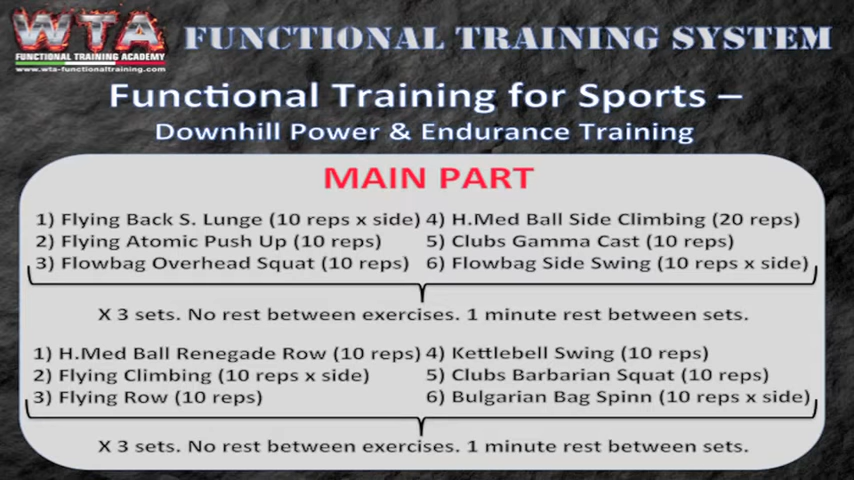 WTA
FUNCTIONAL TRAINING ACADEMY
www.wta-functionaltraining.com
FUNCTIONAL TRAINING SYSTEM
Functional Training for Sports –
Downhill Power & Endurance Training
MAIN PART
1) Flying Back S. Lunge (10 reps x side)
2) Flying Atomic Push Up (10 reps)
3) Flowbag Overhead Squat (10 reps)
4) H.Med Ball Side Climbing (20 reps)
5) Clubs Gamma Cast (10 reps)
6) Flowbag Side Swing (10 reps x side)
X 3 sets. No rest between exercises. 1 minute rest between sets.
1) H.Med Ball Renegade Row (10 reps)
2) Flying Climbing (10 reps x side)
3) Flying Row (10 reps)
4) Kettlebell Swing (10 reps)
5) Clubs Barbarian Squat (10 reps)
6) Bulgarian Bag Spinn (10 reps x side)
X 3 sets. No rest between exercises. 1 minute rest between sets.